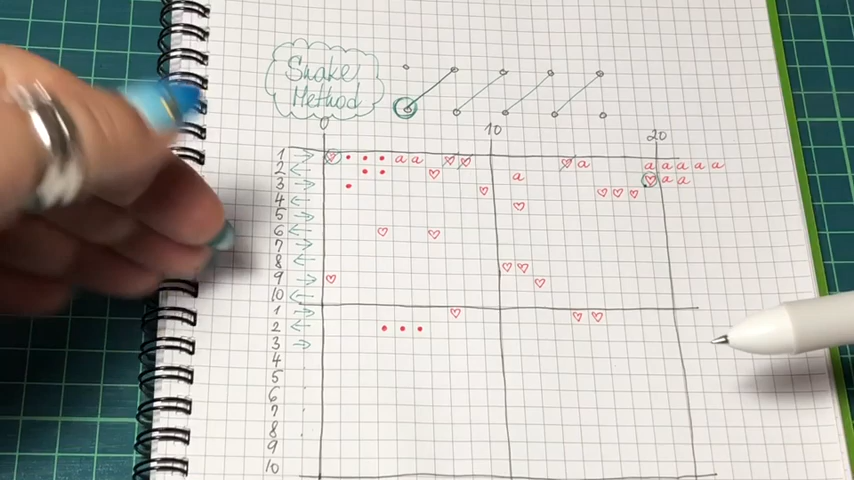 Snake
Method
0 10 20
1 → ♡ • • • a a ♡ ♡ ♡ a a a a a a
2 ← • • ♡ a ♡ a a
3 → • ♡ ♡ ♡ ♡
4 ← ♡
5 →
6 ← ♡ ♡
7 →
8 ← ♡ ♡
9 → ♡ ♡
10 ←
1 → ♡ ♡ ♡
2 ← • • •
3 →
4
5
6
7
8
9
10